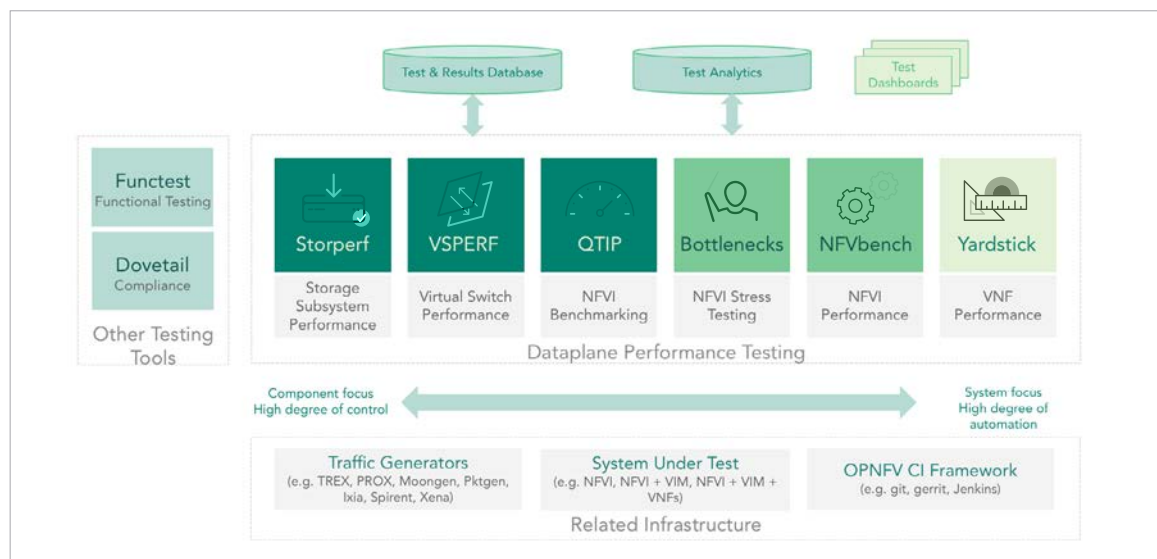 Test & Results Database
Test Analytics
Test
Dashboards
Functest
Functional Testing
Dovetail
Compliance
Other Testing
Tools
Storperf
VSPERF
QTIP
Bottlenecks
NFVbench
Yardstick
Storage
Subsystem
Performance
Virtual Switch
Performance
NFVI
Benchmarking
NFVI Stress
Testing
NFVI
Performance
VNF
Performance
Dataplane Performance Testing
Component focus
High degree of control
System focus
High degree of
automation
Traffic Generators
(e.g. TREX, PROX, Moongen, Pktgen,
Ixia, Spirent, Xena)
System Under Test
(e.g. NFVI, NFVI + VIM, NFVI + VIM +
VNFs)
OPNFV CI Framework
(e.g. git, gerrit, Jenkins)
Related Infrastructure